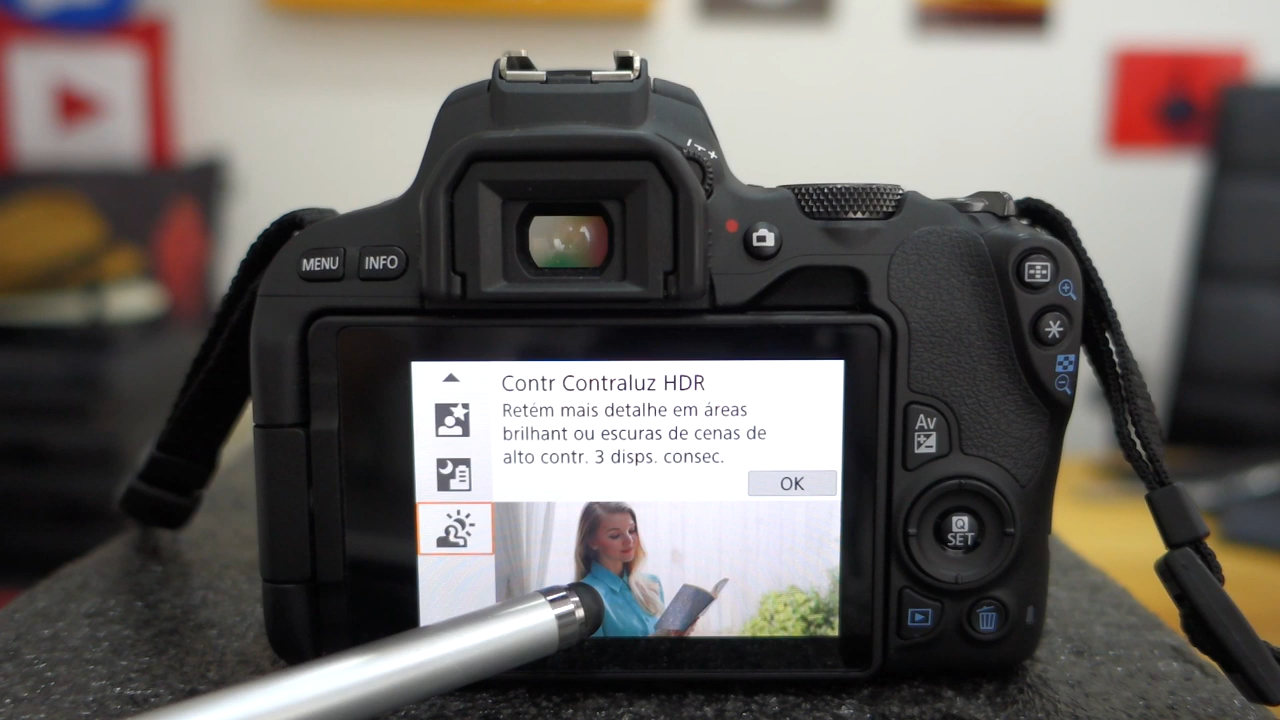 MENU
INFO
Contr Contraluz HDR
Retém mais detalhe em áreas
brilhant ou escuras de cenas de
alto contr. 3 disps. consec.
OK
Av
Q
SET